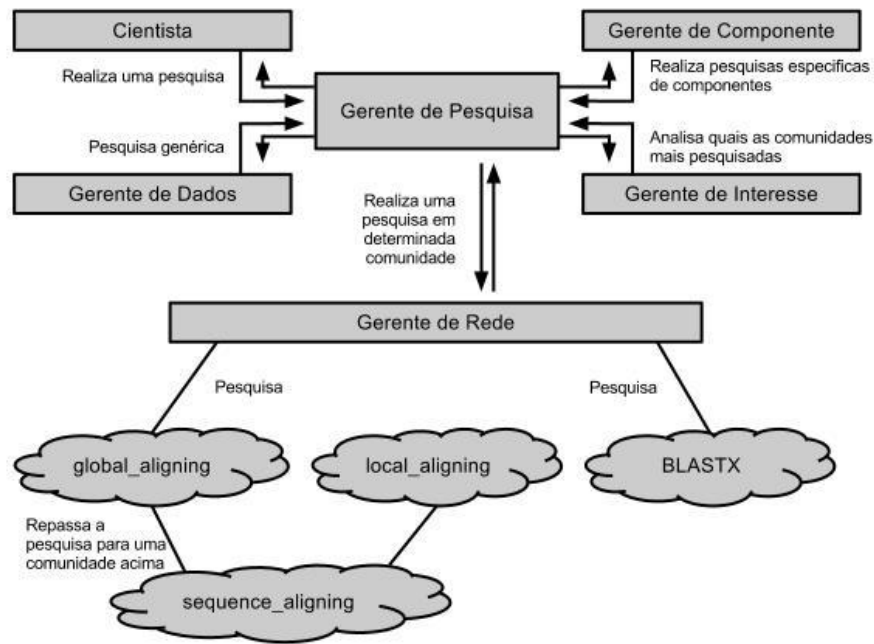 Cientista
Gerente de Componente
Realiza uma pesquisa
Realiza pesquisas especificas
de componentes
Gerente de Pesquisa
Pesquisa genérica
Analisa quais as comunidades
mais pesquisadas
Gerente de Dados
Gerente de Interesse
Realiza uma
pesquisa em
determinada
comunidade
Gerente de Rede
Pesquisa
Pesquisa
global_aligning
local_aligning
BLASTX
Repassa a
pesquisa para uma
comunidade acima
sequence_aligning